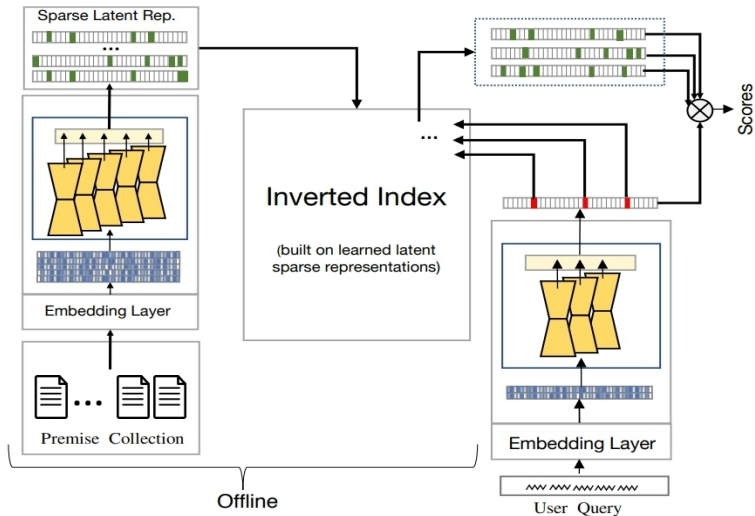 Sparse Latent Rep.
...
Embedding Layer
...
Premise Collection
Offline
Inverted Index
(built on learned latent
sparse representations)
...
Scores
Embedding Layer
User Query